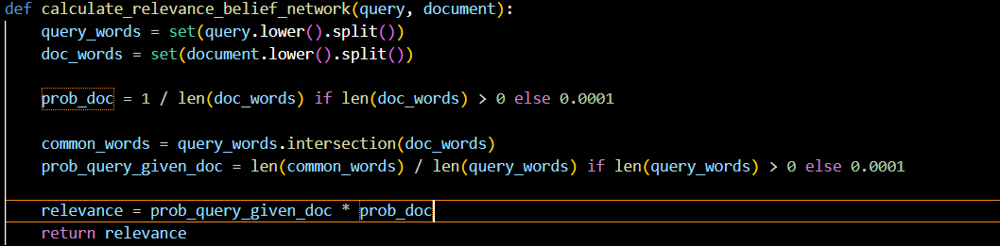 def calculate_relevance_belief_network(query, document):
    query_words = set(query.lower().split())
    doc_words = set(document.lower().split())
    prob_doc = 1 / len(doc_words) if len(doc_words) > 0 else 0.0001
    common_words = query_words.intersection(doc_words)
    prob_query_given_doc = len(common_words) / len(query_words) if len(query_words) > 0 else 0.0001
    relevance = prob_query_given_doc * prob_doc
    return relevance